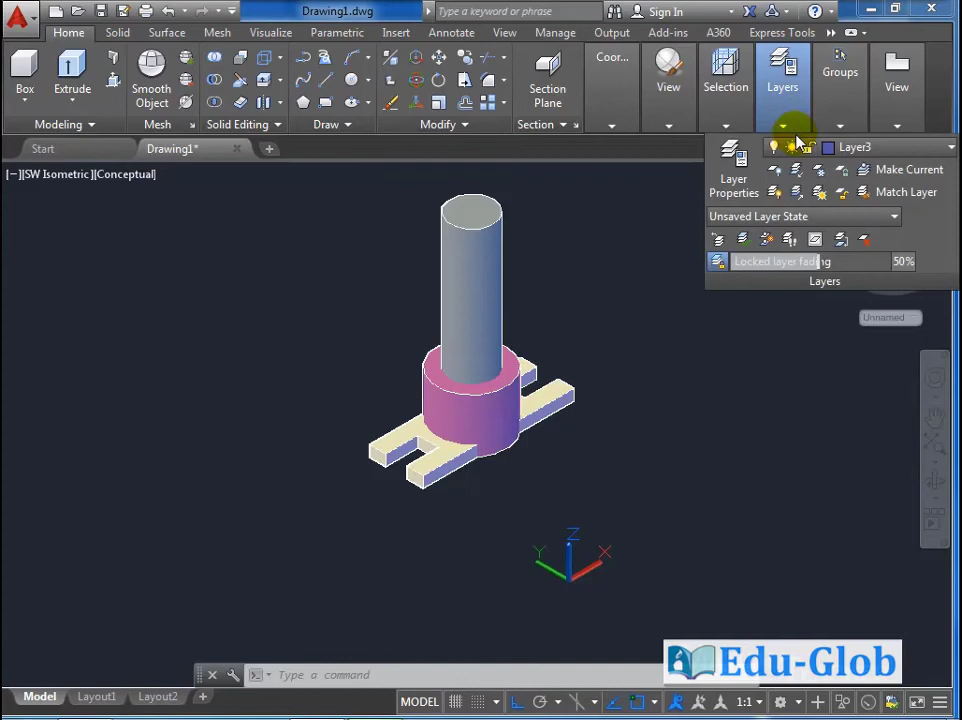 Drawing1.dwg
Type a keyword or phrase
Sign In
Home Solid Surface Mesh Visualize Parametric Insert Annotate View Manage Output Add-ins A360 Express Tools
Box
Extrude
Smooth
Object
Coor...
Section
Plane
View
Selection
Layers
Groups
View
Modeling
Mesh
Solid Editing
Draw
Modify
Section
Start
Drawing1*
[−][SW Isometric][Conceptual]
Layer3
Layer
Properties
Make Current
Match Layer
Unsaved Layer State
Locked layer fading
50%
Layers
Unnamed
Z
Y
X
Type a command
Edu-Glob
Model
Layout1
Layout2
MODEL
1:1